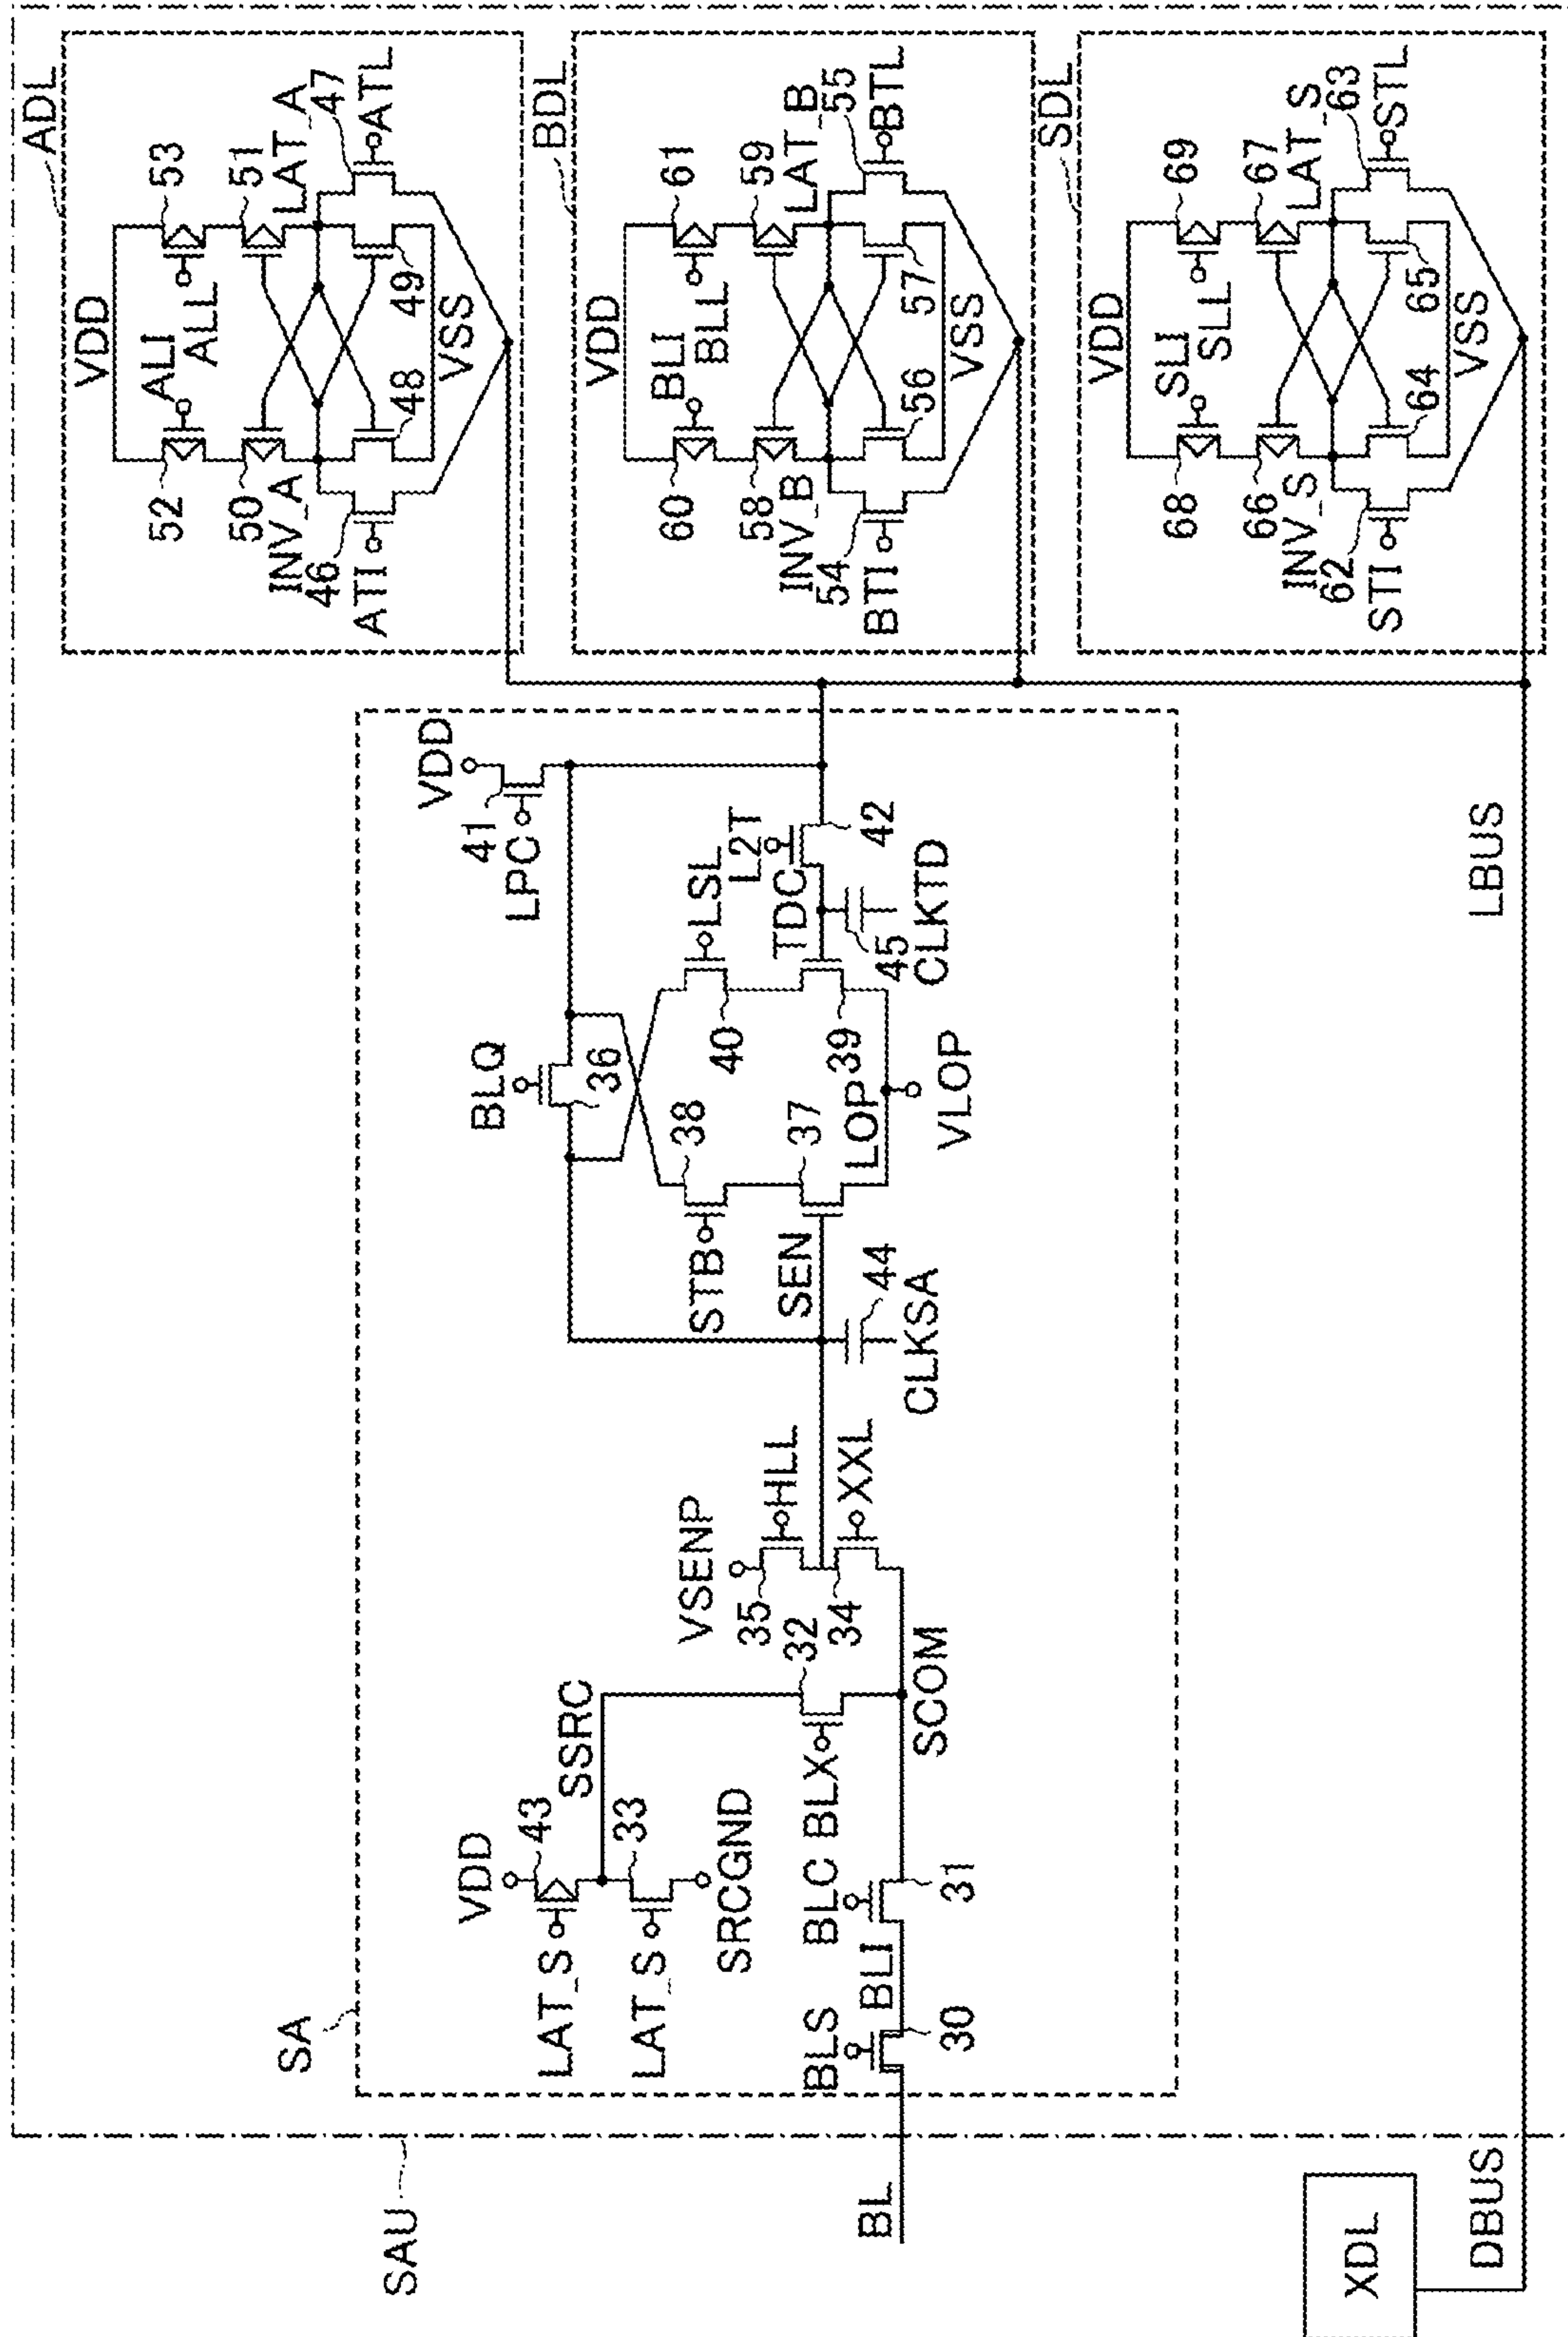 SAU
SA
BL
XDL
DBUS
LBUS
VDD
43
LAT_S
LAT_S
33
SRCGND
SSRC
BLS
30
BLI
BLC
31
BLX
32
SCOM
VSENP
35
HLL
34
XXL
SEN
44
CLKSA
STB
38
37
BLQ
36
LOP
VLOP
40
LSL
39
TDC
45
CLKTD
L2T
42
VDD
41
LPC
ADL
VDD
52
ALI
ALL
53
50
INV_A
51
LAT_A
46
ATI
48
49
47
ATL
VSS
BDL
VDD
60
BLI
BLL
61
58
INV_B
59
LAT_B
54
BTI
56
57
55
BTL
VSS
SDL
VDD
68
SLI
SLL
69
66
INV_S
67
LAT_S
62
STI
64
65
63
STL
VSS